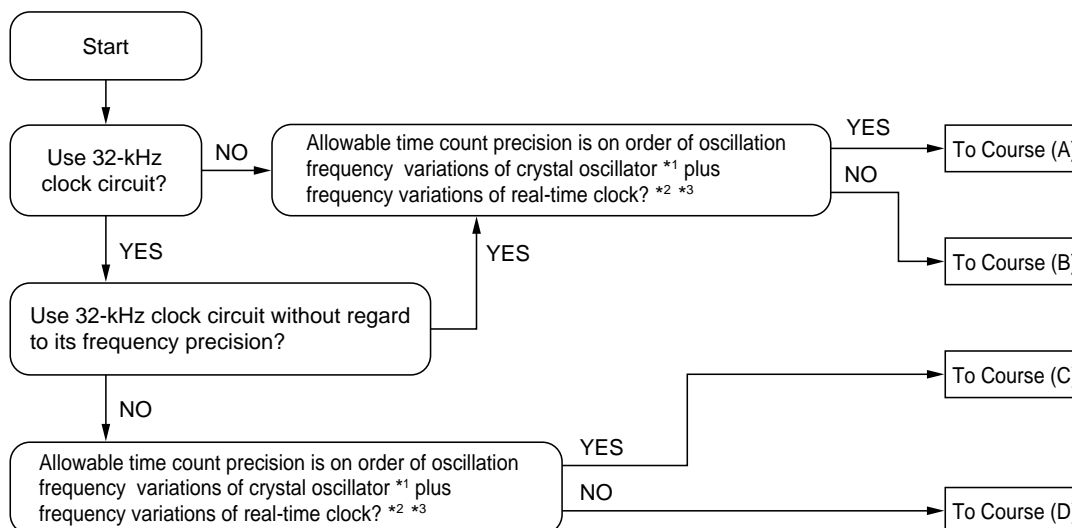 Start
Use 32-kHz
clock circuit?
NO
Allowable time count precision is on order of oscillation
frequency variations of crystal oscillator *1 plus
frequency variations of real-time clock? *2 *3
YES
To Course (A)
NO
To Course (B)
YES
YES
Use 32-kHz clock circuit without regard
to its frequency precision?
NO
To Course (C)
Allowable time count precision is on order of oscillation
frequency variations of crystal oscillator *1 plus
frequency variations of real-time clock? *2 *3
YES
NO
To Course (D)